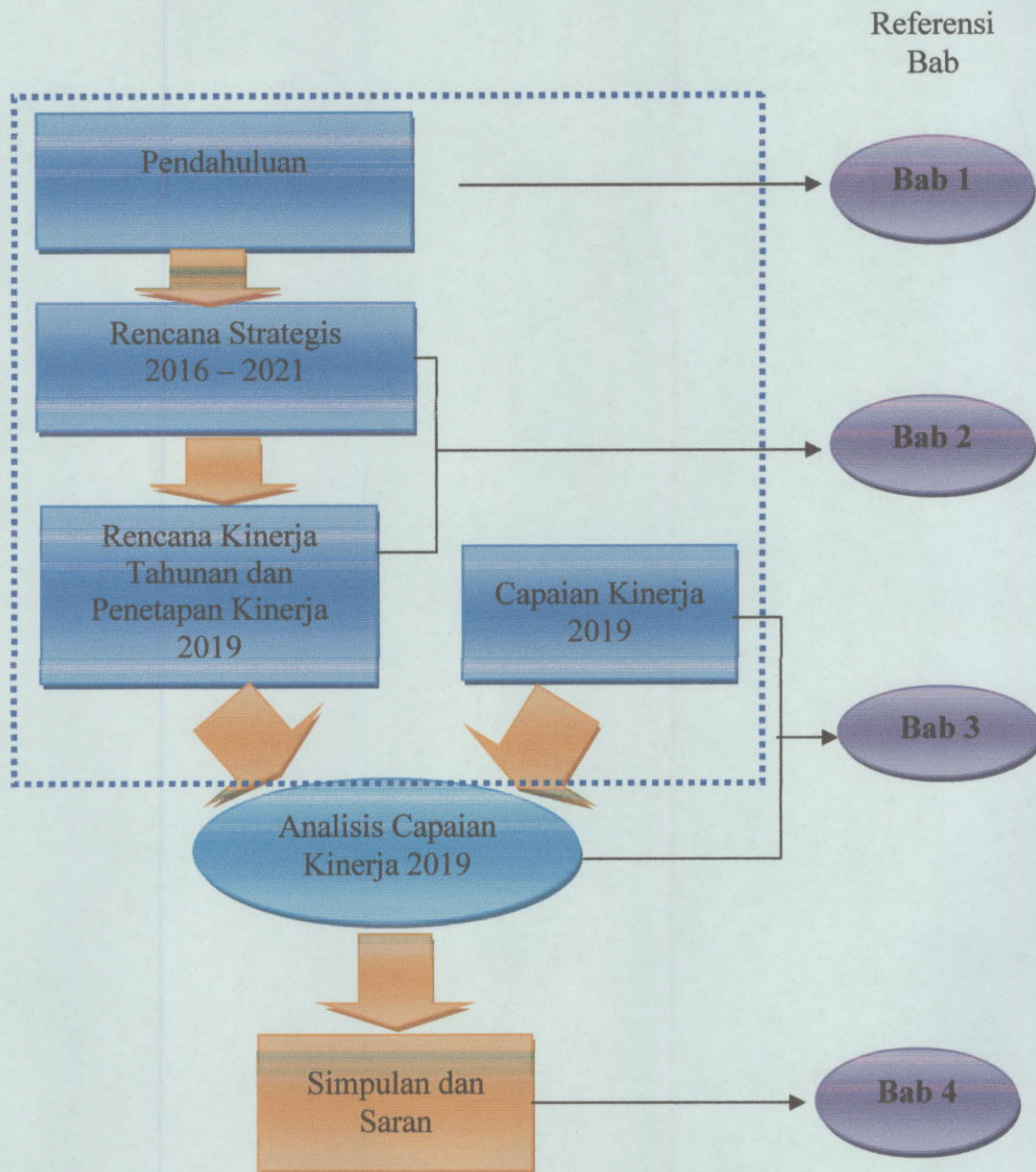 Referensi
Bab
Pendahuluan
Bab 1
Rencana Strategis
2016 – 2021
Bab 2
Rencana Kinerja
Tahunan dan
Penetapan Kinerja
2019
Capaian Kinerja
2019
Bab 3
Analisis Capaian
Kinerja 2019
Simpulan dan
Saran
Bab 4